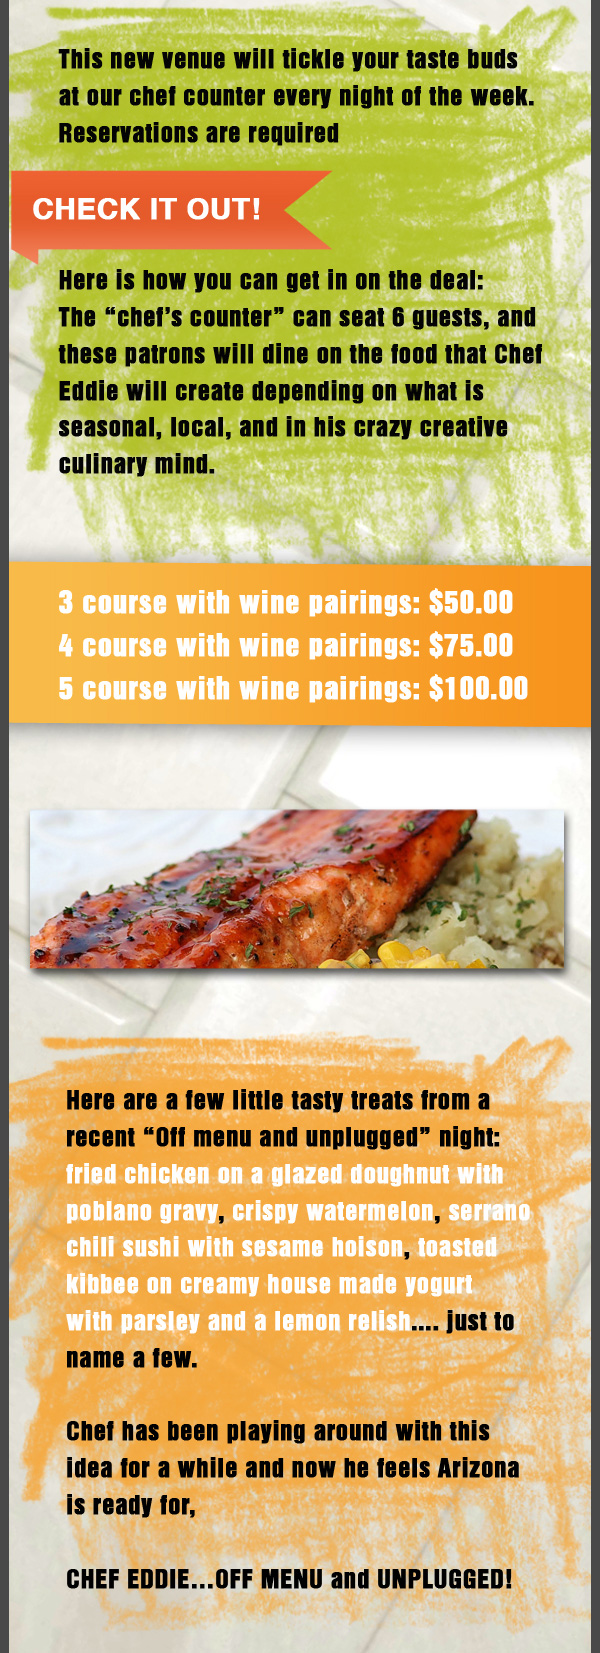 This new venue will tickle your taste buds
at our chef counter every night of the week.
Reservations are required
CHECK IT OUT!
Here is how you can get in on the deal:
The “chef’s counter” can seat 6 guests, and
these patrons will dine on the food that Chef
Eddie will create depending on what is
seasonal, local, and in his crazy creative
culinary mind.
3 course with wine pairings: $50.00
4 course with wine pairings: $75.00
5 course with wine pairings: $100.00
Here are a few little tasty treats from a
recent “Off menu and unplugged” night:
fried chicken on a glazed doughnut with
poblano gravy, crispy watermelon, serrano
chili sushi with sesame hoison, toasted
kibbee on creamy house made yogurt
with parsley and a lemon relish.... just to
name a few.
Chef has been playing around with this
idea for a while and now he feels Arizona
is ready for,
CHEF EDDIE...OFF MENU and UNPLUGGED!